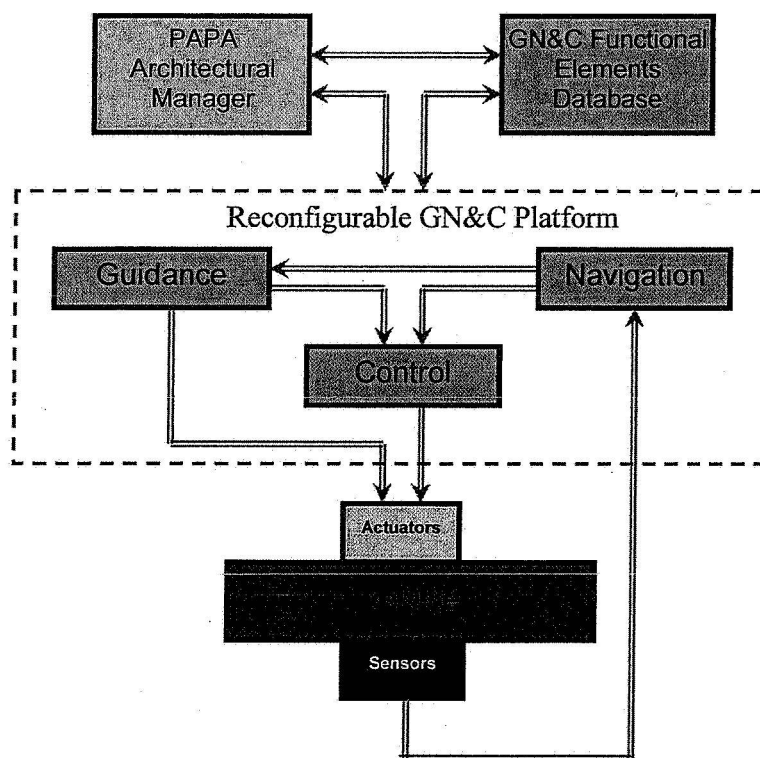 PAPA
Architectural
Manager
GN&C Functional
Elements
Database
Reconfigurable GN&C Platform
Guidance
Navigation
Control
Actuators
Sensors